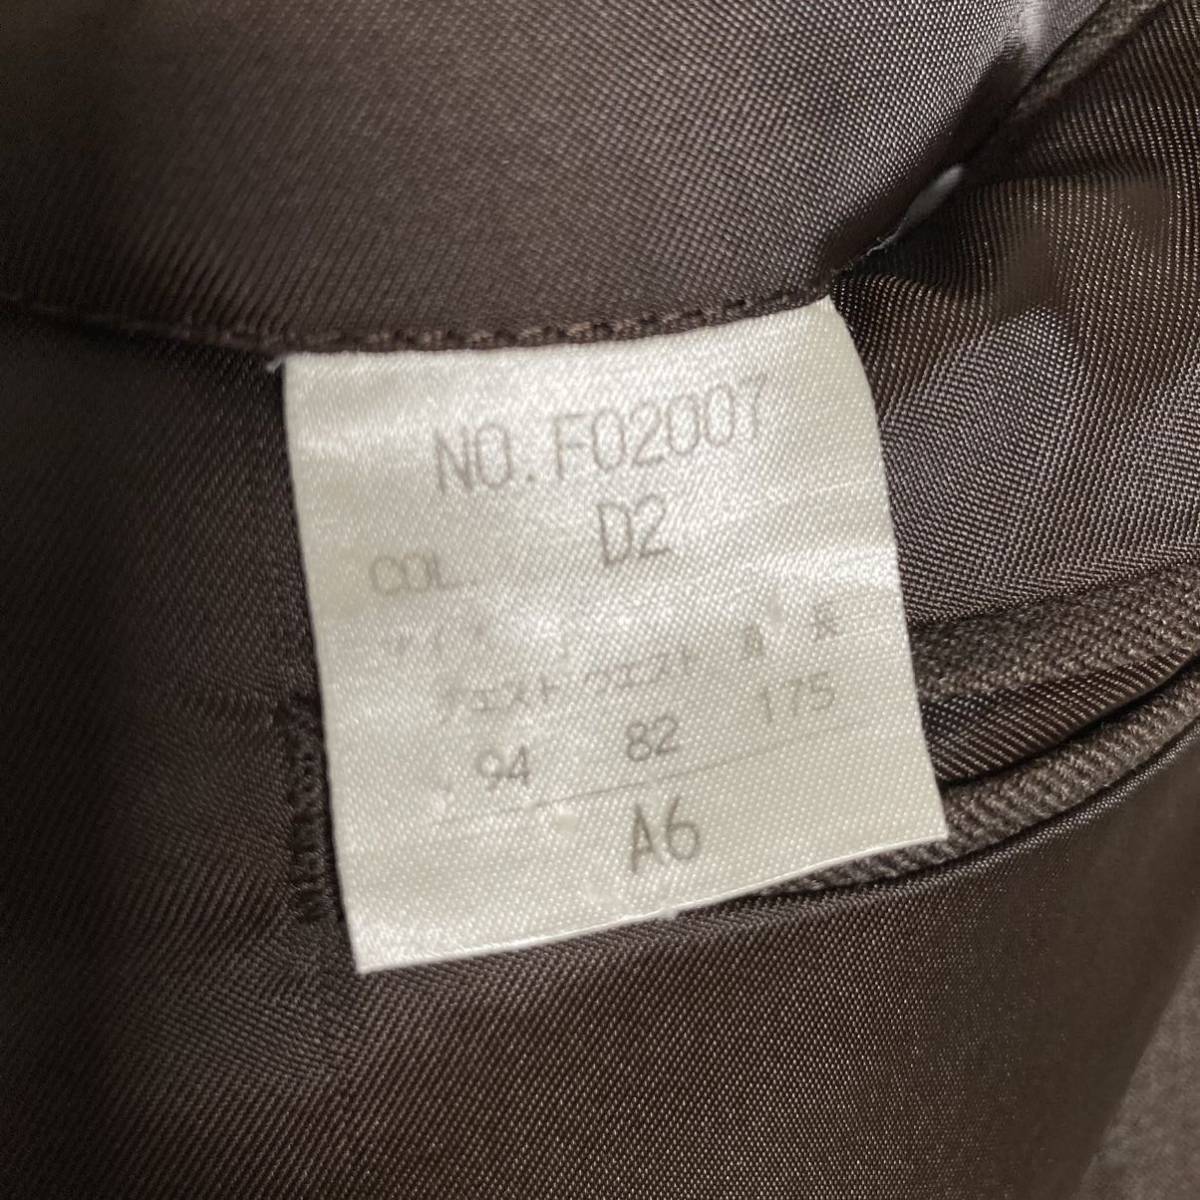 NO.F02007
D2
COL.
サイズ
チェスト ウエスト 身 長
94 82 175
A6